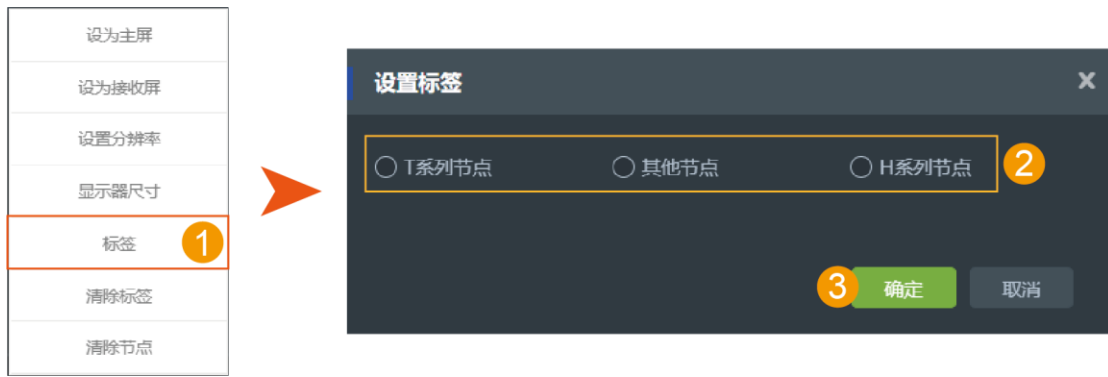 设为主屏
设为接收屏
设置分辨率
显示器尺寸
标签 1
清除标签
清除节点
设置标签 X
T系列节点 其他节点 H系列节点 2
3 确定 取消